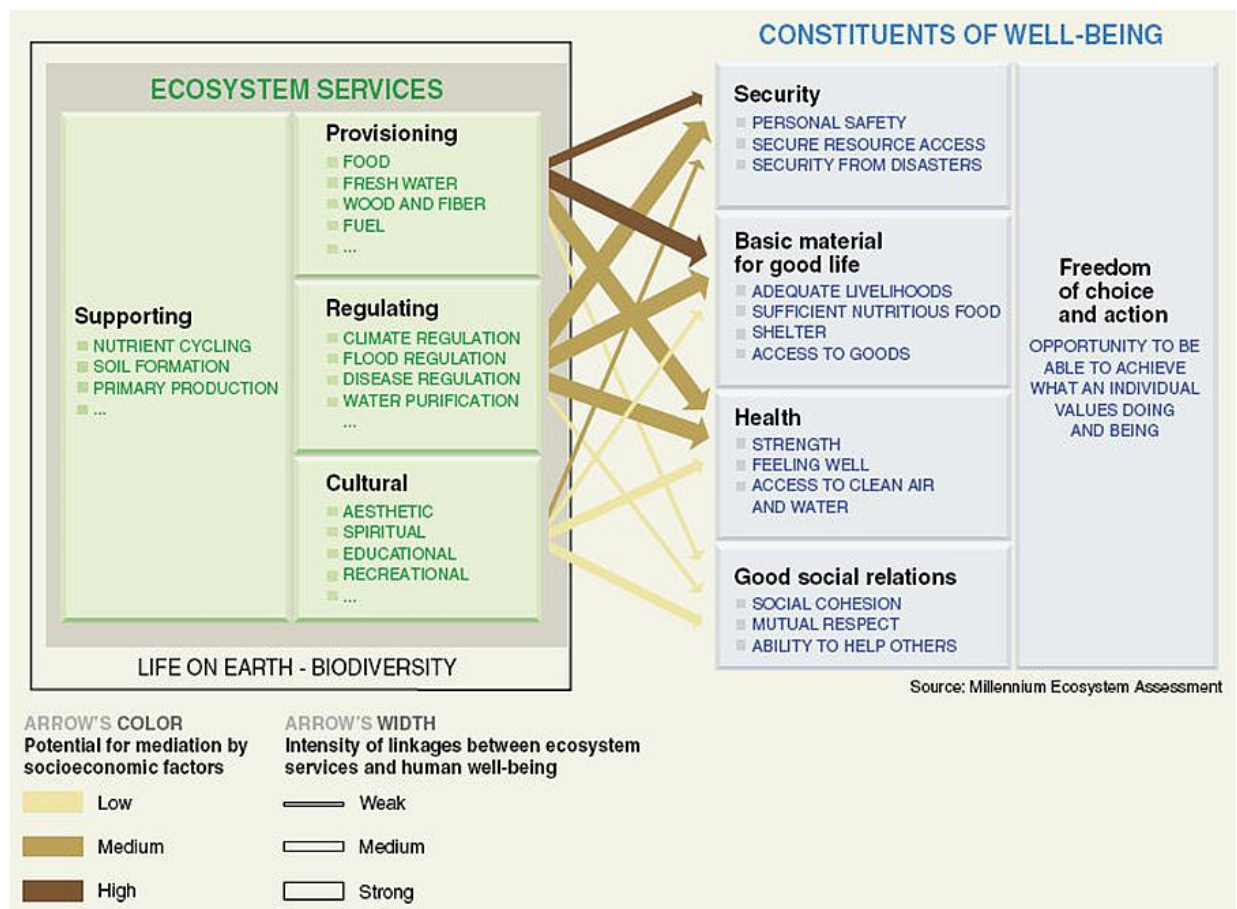 CONSTITUENTS OF WELL-BEING
ECOSYSTEM SERVICES
Supporting
NUTRIENT CYCLING
SOIL FORMATION
PRIMARY PRODUCTION
...
Provisioning
FOOD
FRESH WATER
WOOD AND FIBER
FUEL
...
Regulating
CLIMATE REGULATION
FLOOD REGULATION
DISEASE REGULATION
WATER PURIFICATION
...
Cultural
AESTHETIC
SPIRITUAL
EDUCATIONAL
RECREATIONAL
...
LIFE ON EARTH - BIODIVERSITY
Security
PERSONAL SAFETY
SECURE RESOURCE ACCESS
SECURITY FROM DISASTERS
Basic material
for good life
ADEQUATE LIVELIHOODS
SUFFICIENT NUTRITIOUS FOOD
SHELTER
ACCESS TO GOODS
Health
STRENGTH
FEELING WELL
ACCESS TO CLEAN AIR
AND WATER
Good social relations
SOCIAL COHESION
MUTUAL RESPECT
ABILITY TO HELP OTHERS
Freedom
of choice
and action
OPPORTUNITY TO BE
ABLE TO ACHIEVE
WHAT AN INDIVIDUAL
VALUES DOING
AND BEING
Source: Millennium Ecosystem Assessment
ARROW'S COLOR
Potential for mediation by
socioeconomic factors
Low
Medium
High
ARROW'S WIDTH
Intensity of linkages between ecosystem
services and human well-being
Weak
Medium
Strong